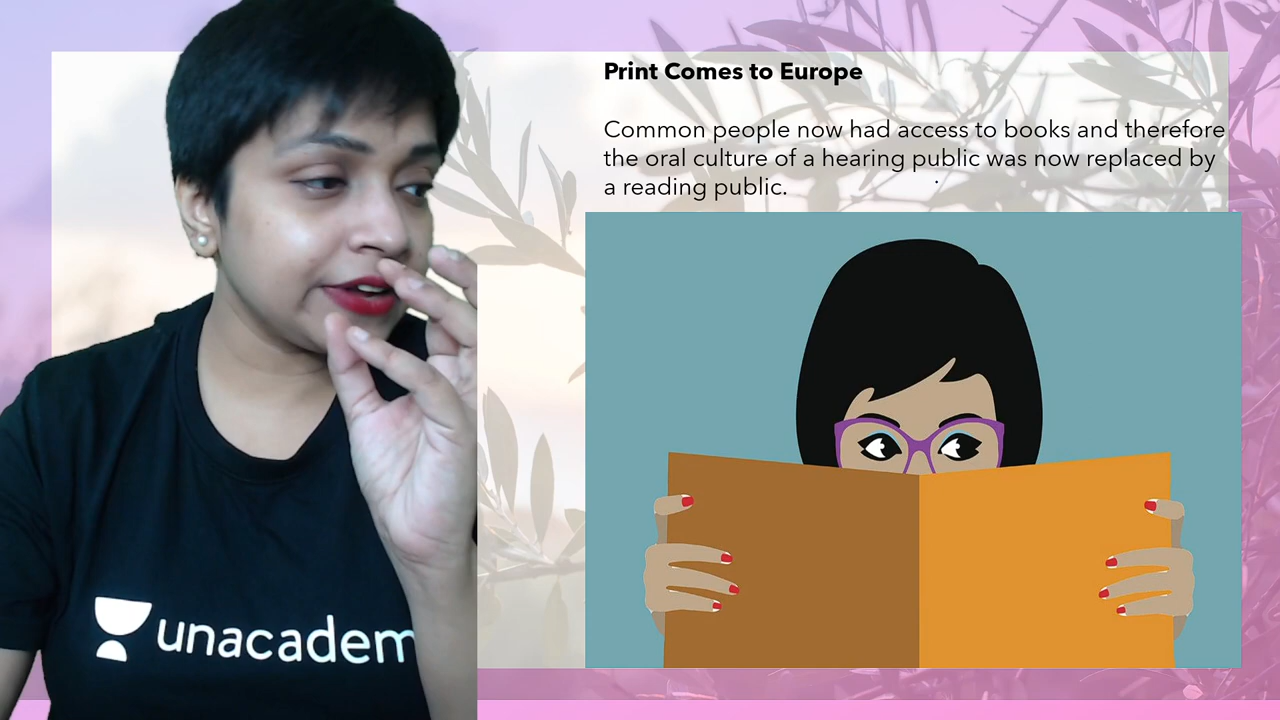 Print Comes to Europe
Common people now had access to books and therefore
the oral culture of a hearing public was now replaced by
a reading public.
unacadem